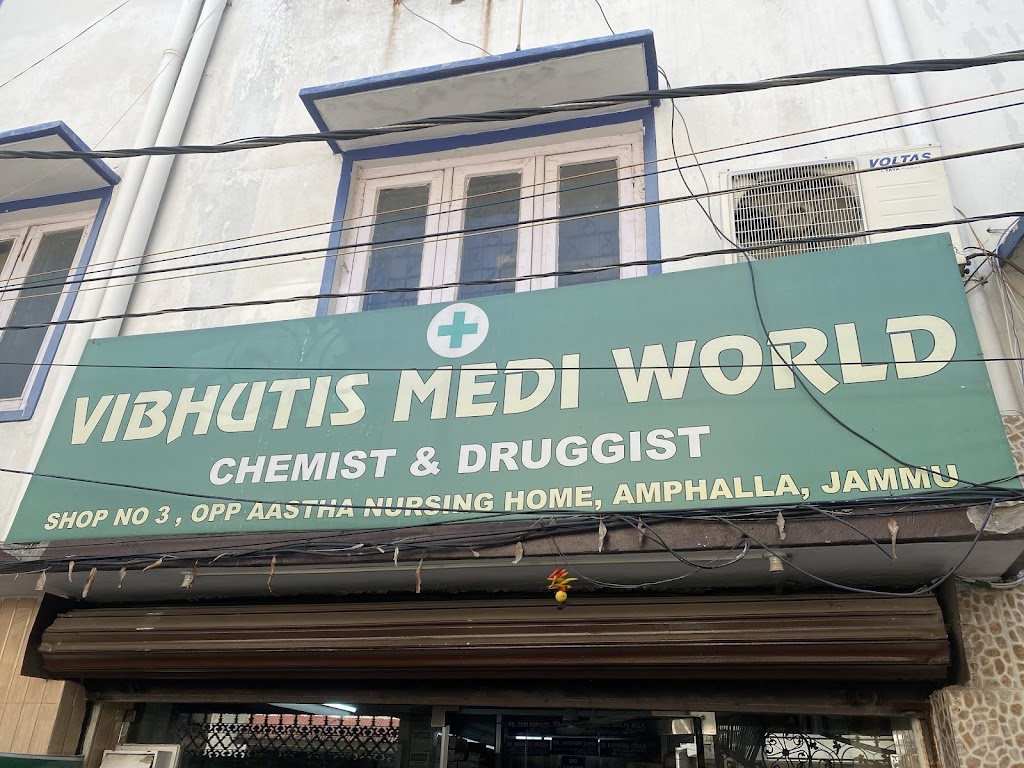 VOLTAS
VIBHUTIS MEDI WORLD
CHEMIST & DRUGGIST
SHOP NO 3 , OPP AASTHA NURSING HOME, AMPHALLA, JAMMU